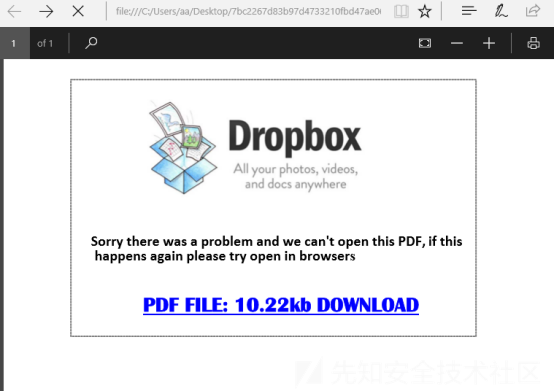 file:///C:/Users/aa/Desktop/7bc2267d83b97d4733210fbd47ae0
1 of 1
Dropbox
All your photos, videos,
and docs anywhere
Sorry there was a problem and we can't open this PDF, if this
happens again please try open in browsers
PDF FILE: 10.22kb DOWNLOAD
先知安全技术社区